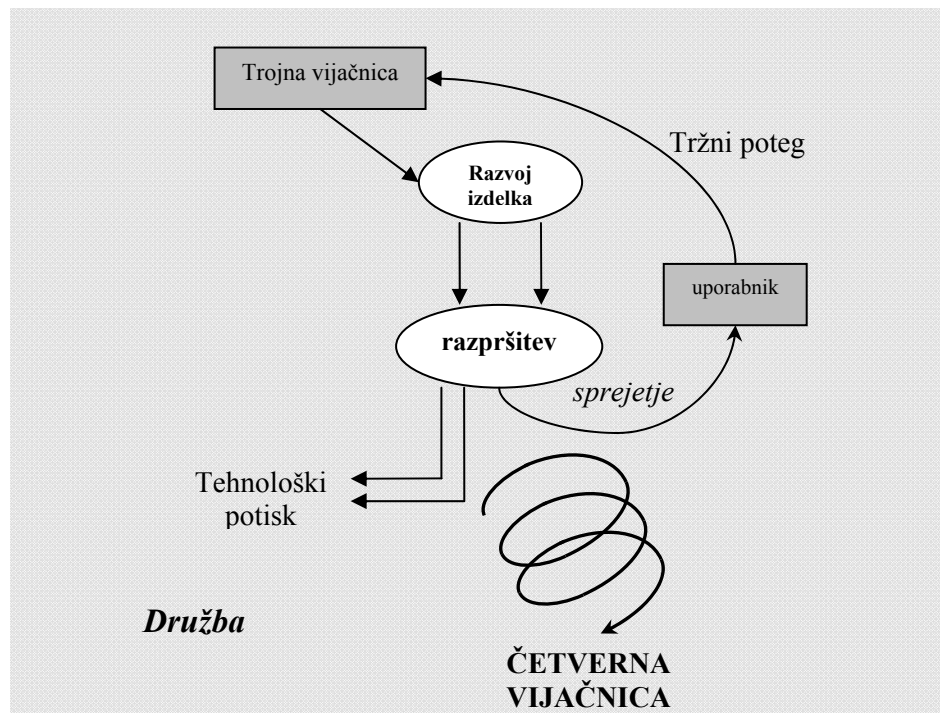 Trojna vijačnica
Tržni poteg
Razvoj
izdelka
uporabnik
razpršitev
sprejetje
Tehnološki
potisk
Družba
ČETVERNA
VIJAČNICA